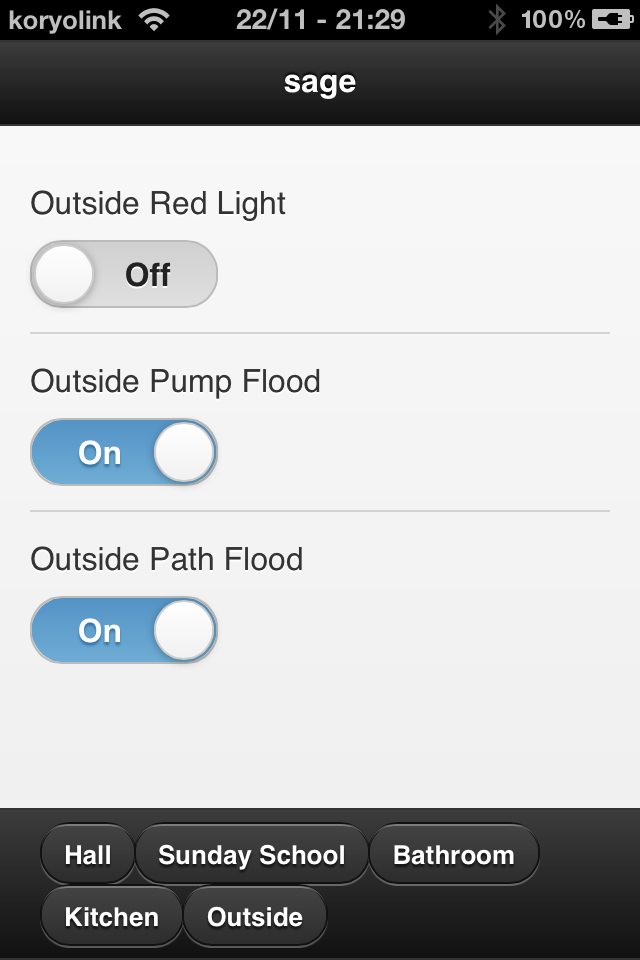 koryolink 22/11 - 21:29 100%
sage
Outside Red Light
Off
Outside Pump Flood
On
Outside Path Flood
On
Hall Sunday School Bathroom
Kitchen Outside